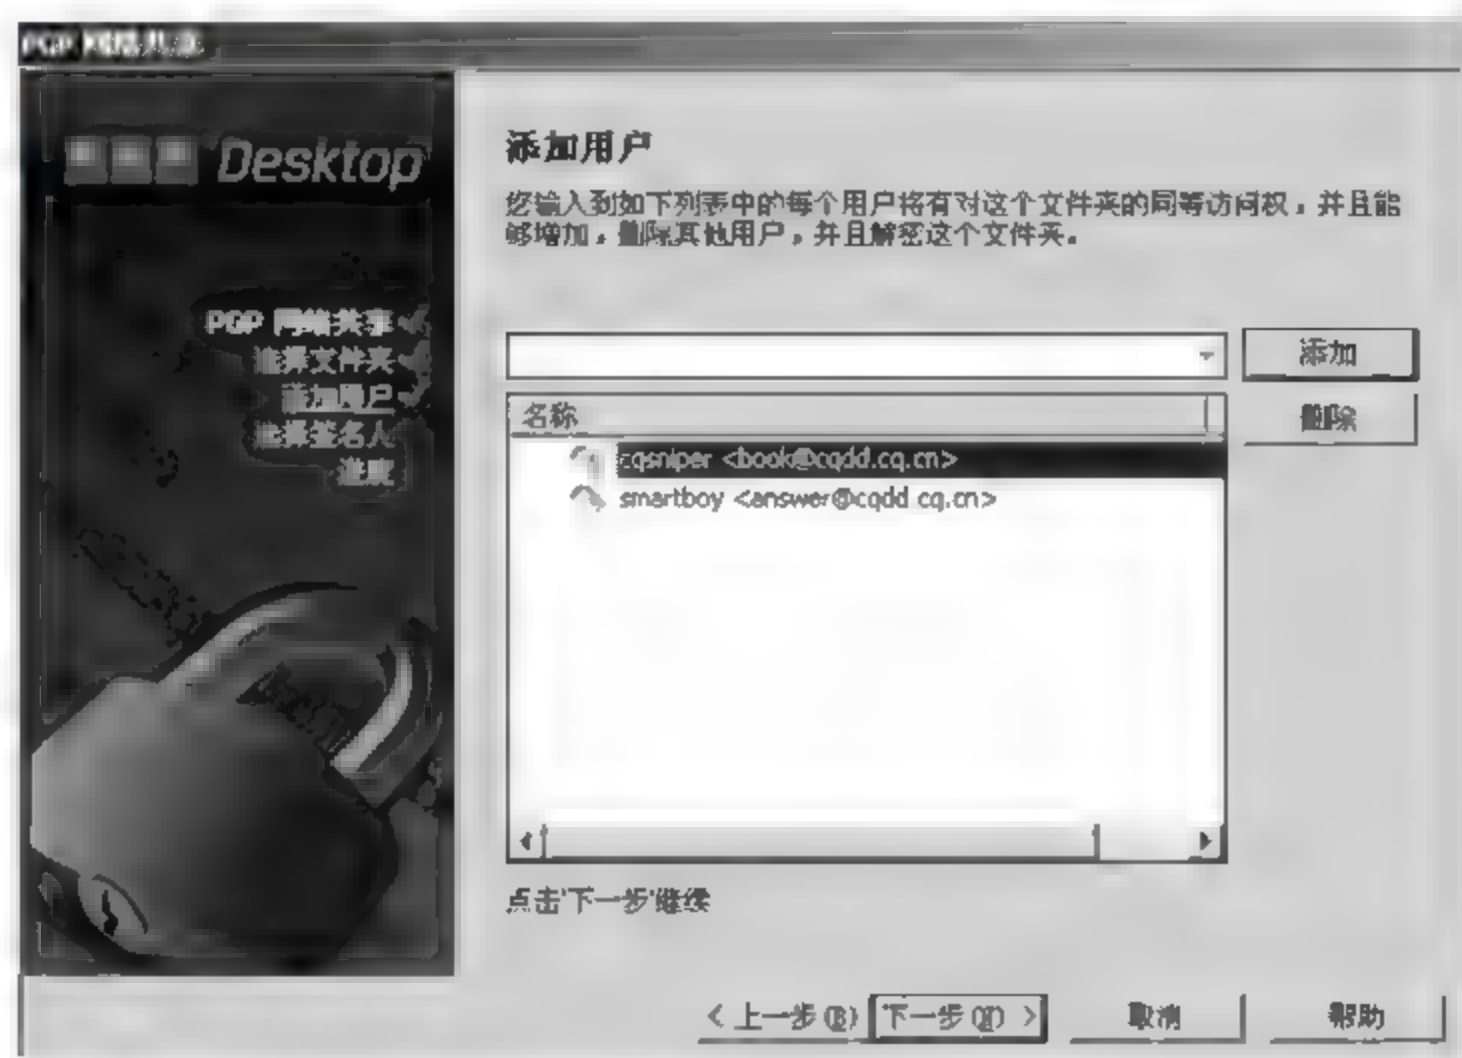 PGP 网络共享
Desktop
PGP 网络共享
选择文件夹
添加用户
选择签名人
进度
添加用户
您输入到如下列表中的每个用户将有对这个文件夹的同等访问权，并且能
够增加，删除其他用户，并且解密这个文件夹。
添加
名称
删除
cqsniper <book@cqdd.cq.cn>
smartboy <answer@cqdd.cq.cn>
点击'下一步'继续
< 上一步(B)
下一步(N) >
取消
帮助